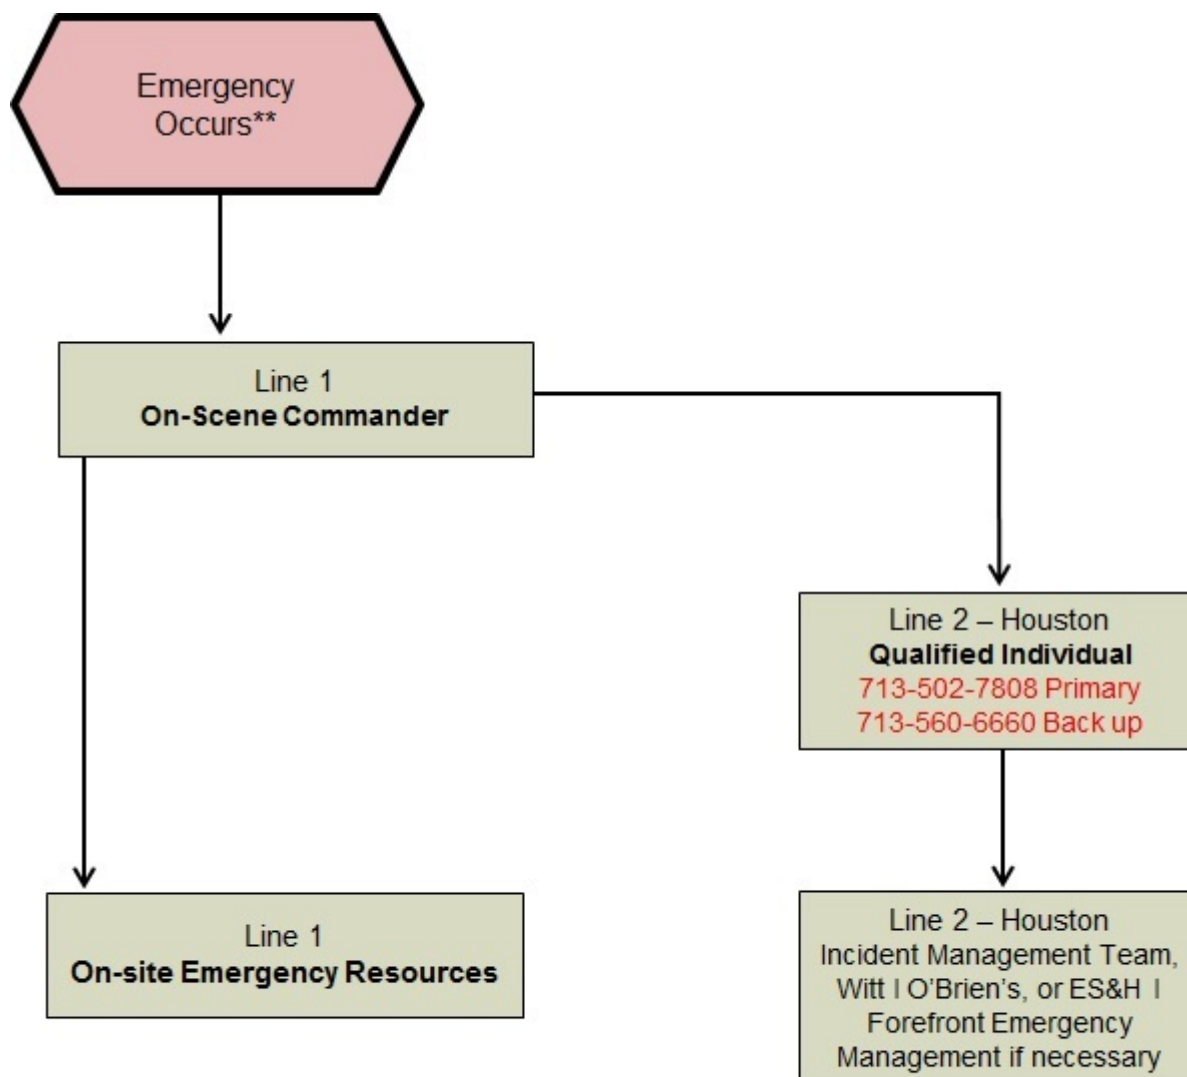 Emergency
Occurs**
Line 1
On-Scene Commander
Line 2 – Houston
Qualified Individual
713-502-7808 Primary
713-560-6660 Back up
Line 1
On-site Emergency Resources
Line 2 – Houston
Incident Management Team,
Witt | O’Brien’s, or ES&H |
Forefront Emergency
Management if necessary